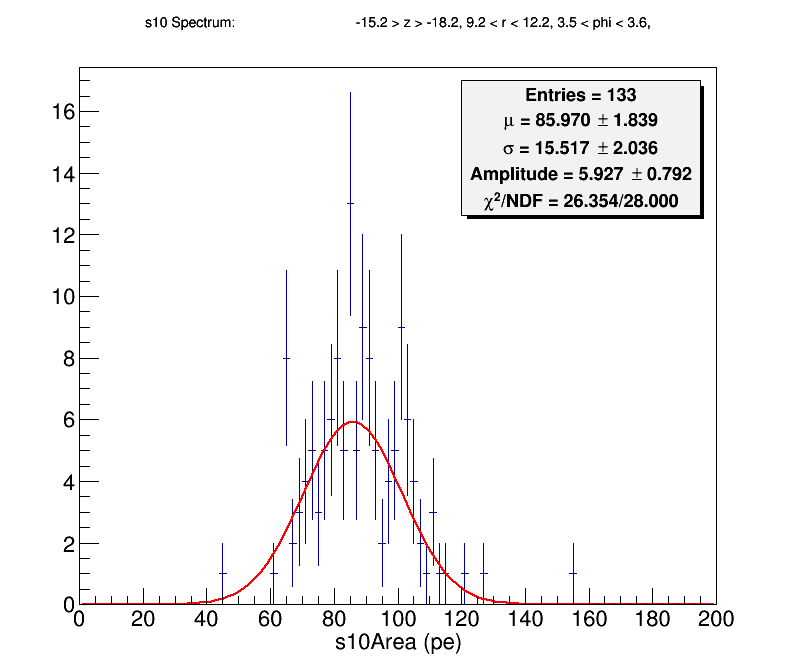 s10 Spectrum: -15.2 > z > -18.2, 9.2 < r < 12.2, 3.5 < phi < 3.6,
Entries = 133
μ = 85.970 ± 1.839
σ = 15.517 ± 2.036
Amplitude = 5.927 ± 0.792
χ²/NDF = 26.354/28.000
16
14
12
10
8
6
4
2
0
0 20 40 60 80 100 120 140 160 180 200
s10Area (pe)